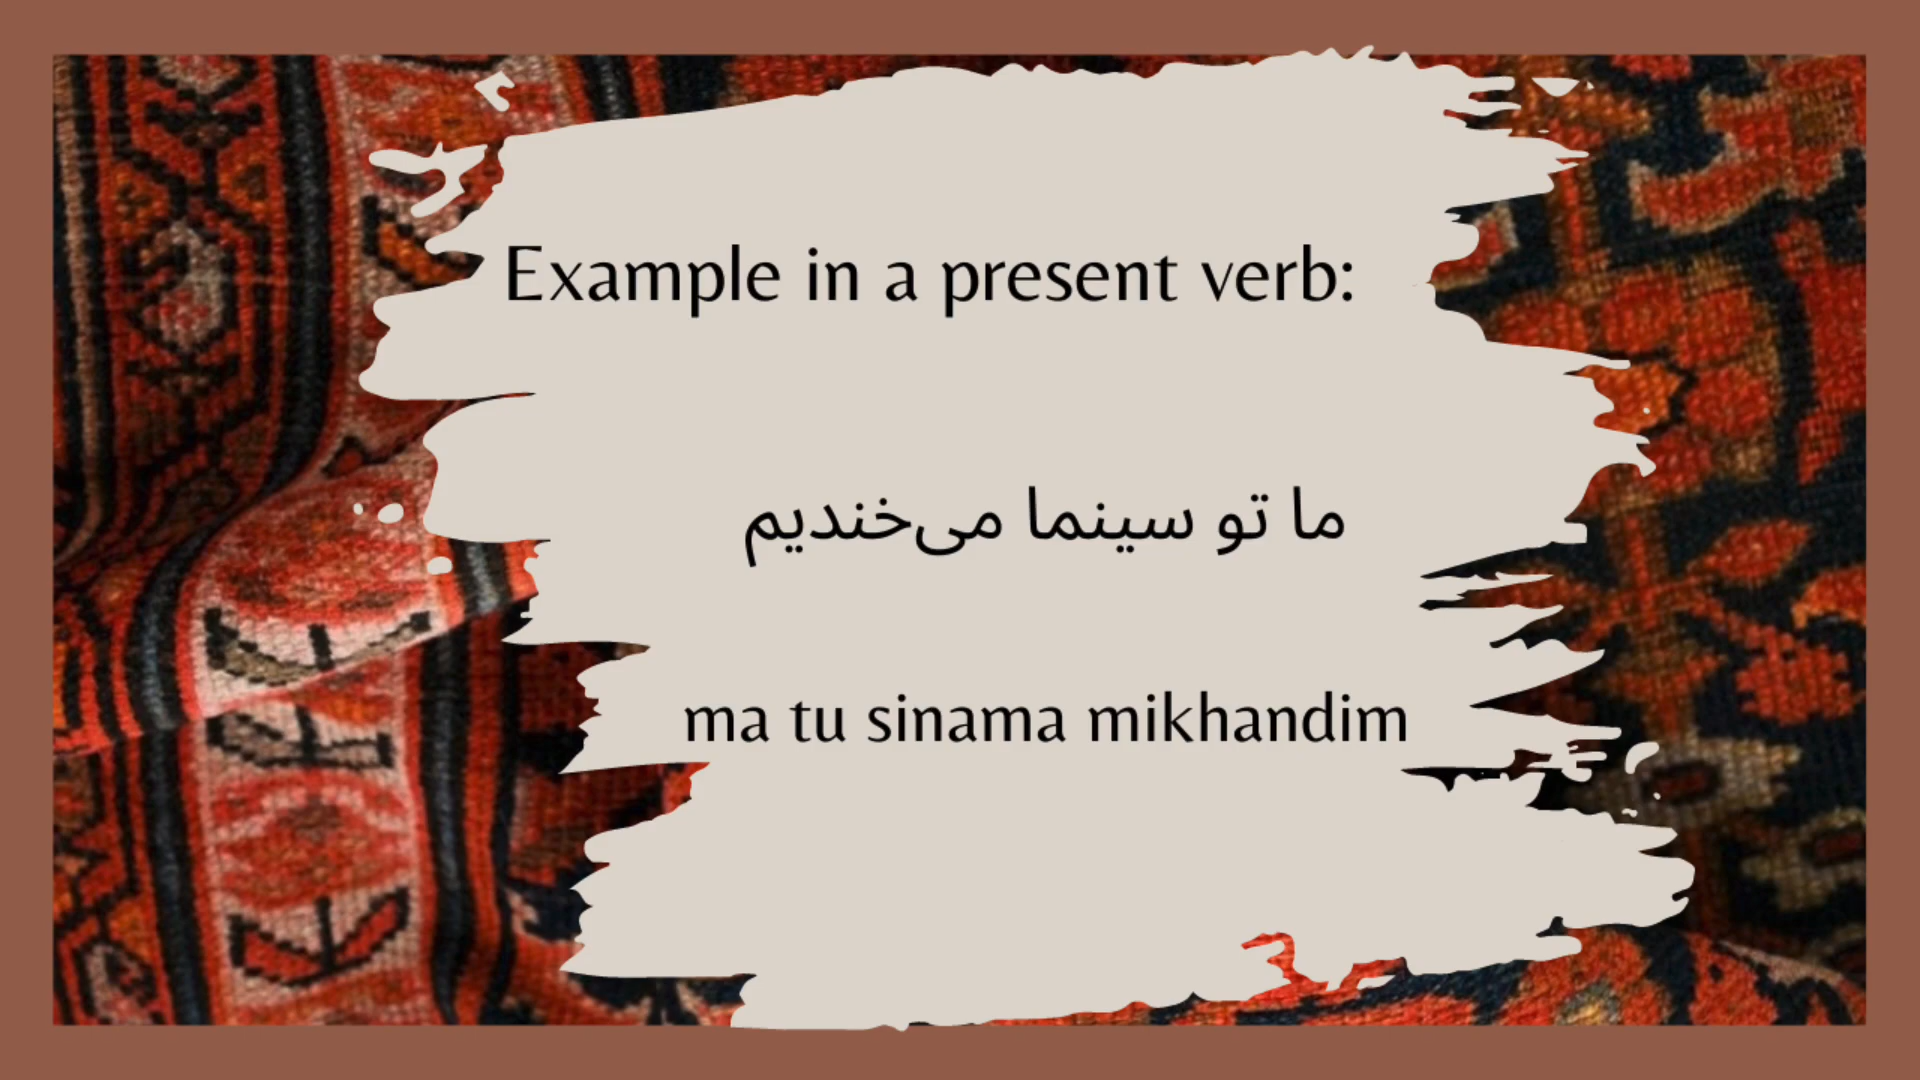 Example in a present verb:
ما تو سینما می‌خندیم
ma tu sinama mikhandim